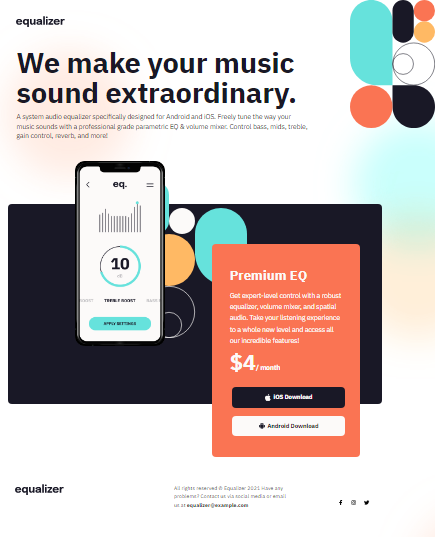 equalizer
We make your music
sound extraordinary.
A system audio equalizer specifically designed for Android and iOS. Freely tune the way your
music sounds with a professional grade parametric EQ & volume mixer. Control bass, mids, treble,
gain control, reverb, and more!
eq.
10
TREBLE BOOST
APPLY SETTINGS
Premium EQ
Get expert-level control with a robust
equalizer, volume mixer, and spatial
audio. Take your listening experience
to a whole new level and access all
our incredible features!
$4 / month
iOS Download
Android Download
equalizer
All rights reserved © Equalizer 2021 Have any
problems? Contact us via social media or email
us at equalizer@example.com